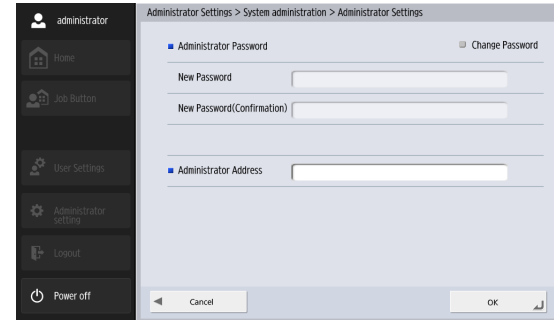 administrator
Home
Job Button
User Settings
Administrator
setting
Logout
Power off
Administrator Settings > System administration > Administrator Settings
Administrator Password
Change Password
New Password
New Password(Confirmation)
Administrator Address
Cancel
OK